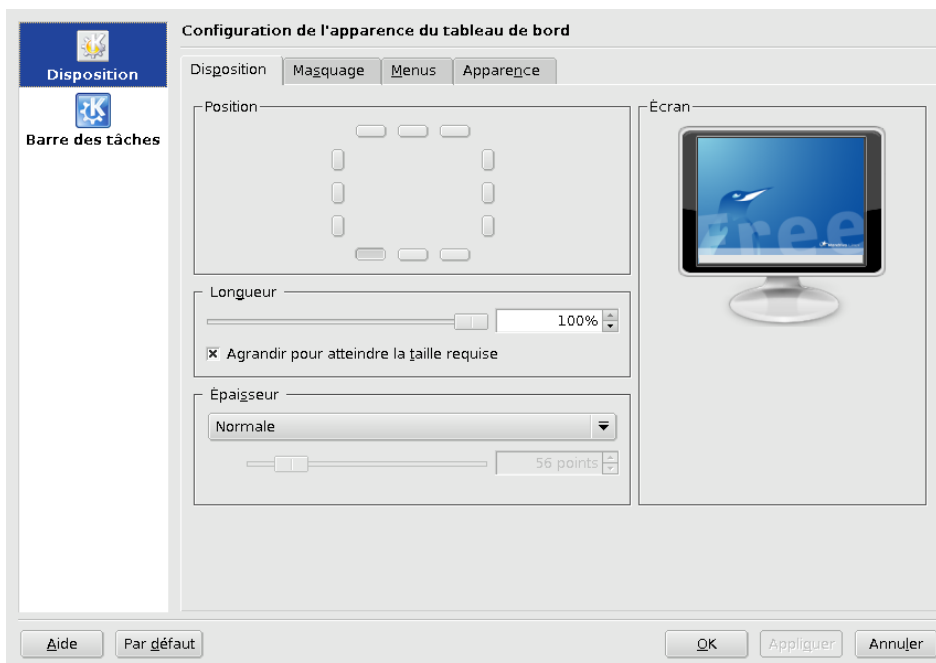 Configuration de l'apparence du tableau de bord
Disposition
Barre des tâches
Disposition Masquage Menus Apparence
Position
Longueur
100%
Agrandir pour atteindre la taille requise
Épaisseur
Normale
56 points
Écran
Free
Aide Par défaut OK Appliquer Annuler